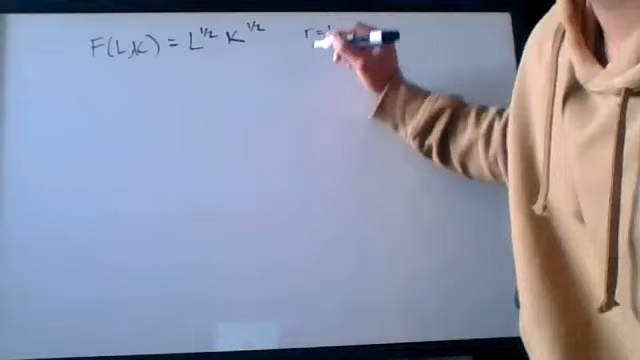 F(L,K) = L^{1/2} K^{1/2} r=